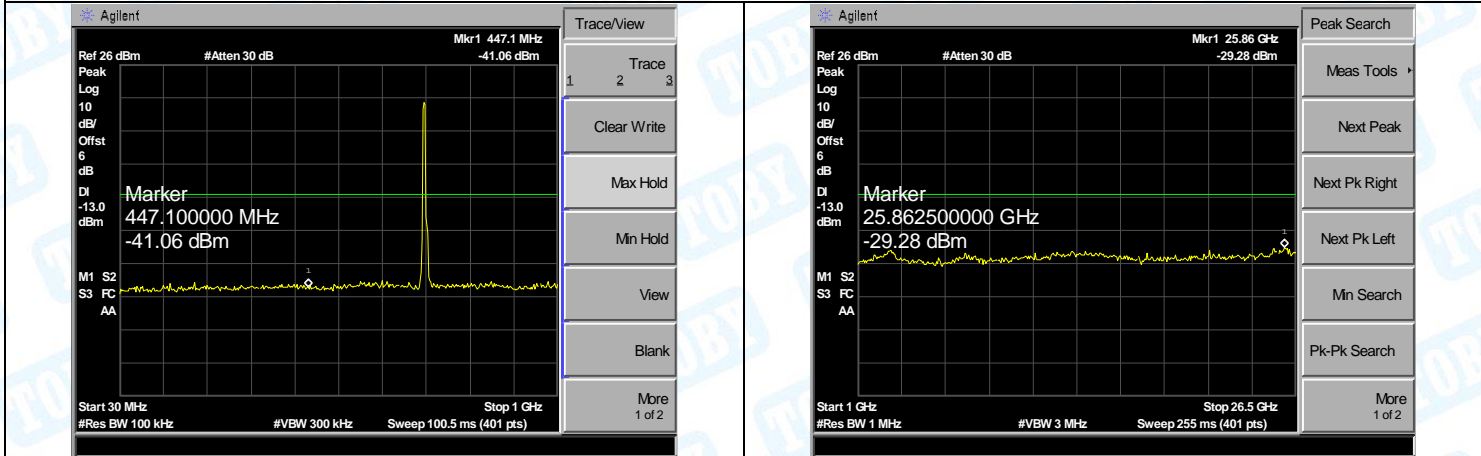 Agilent
Trace/View
Mkr1 447.1 MHz
Ref 26 dBm #Atten 30 dB -41.06 dBm
Peak
Log
10
dB/
Offst
6
dB
DI
-13.0
dBm
Marker
447.100000 MHz
-41.06 dBm
1
M1 S2
S3 FC
AA
Start 30 MHz Stop 1 GHz
#Res BW 100 kHz #VBW 300 kHz Sweep 100.5 ms (401 pts)
Trace
1 2 3
Clear Write
Max Hold
Min Hold
View
Blank
More
1 of 2
Agilent
Peak Search
Mkr1 25.86 GHz
Ref 26 dBm #Atten 30 dB -29.28 dBm
Peak
Log
10
dB/
Offst
6
dB
DI
-13.0
dBm
Marker
25.862500000 GHz
-29.28 dBm
1
M1 S2
S3 FC
AA
Start 1 GHz Stop 26.5 GHz
#Res BW 1 MHz #VBW 3 MHz Sweep 255 ms (401 pts)
Meas Tools
Next Peak
Next Pk Right
Next Pk Left
Min Search
Pk-Pk Search
More
1 of 2
TOBY